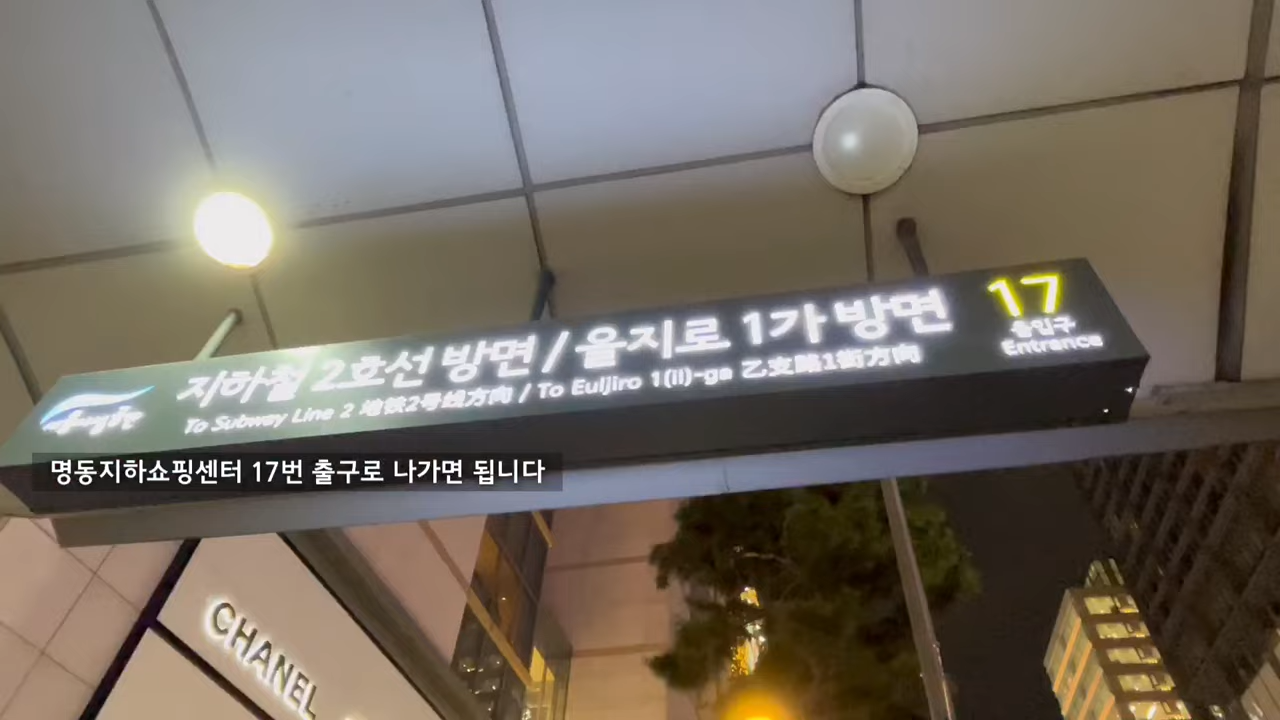 지하철 2호선 방면 / 을지로 1가 방면
To Subway Line 2 地铁2号线方向 / To Euljiro 1(il)-ga 乙支路1街方向
17
출입구
Entrance
명동지하쇼핑센터 17번 출구로 나가면 됩니다
CHANEL